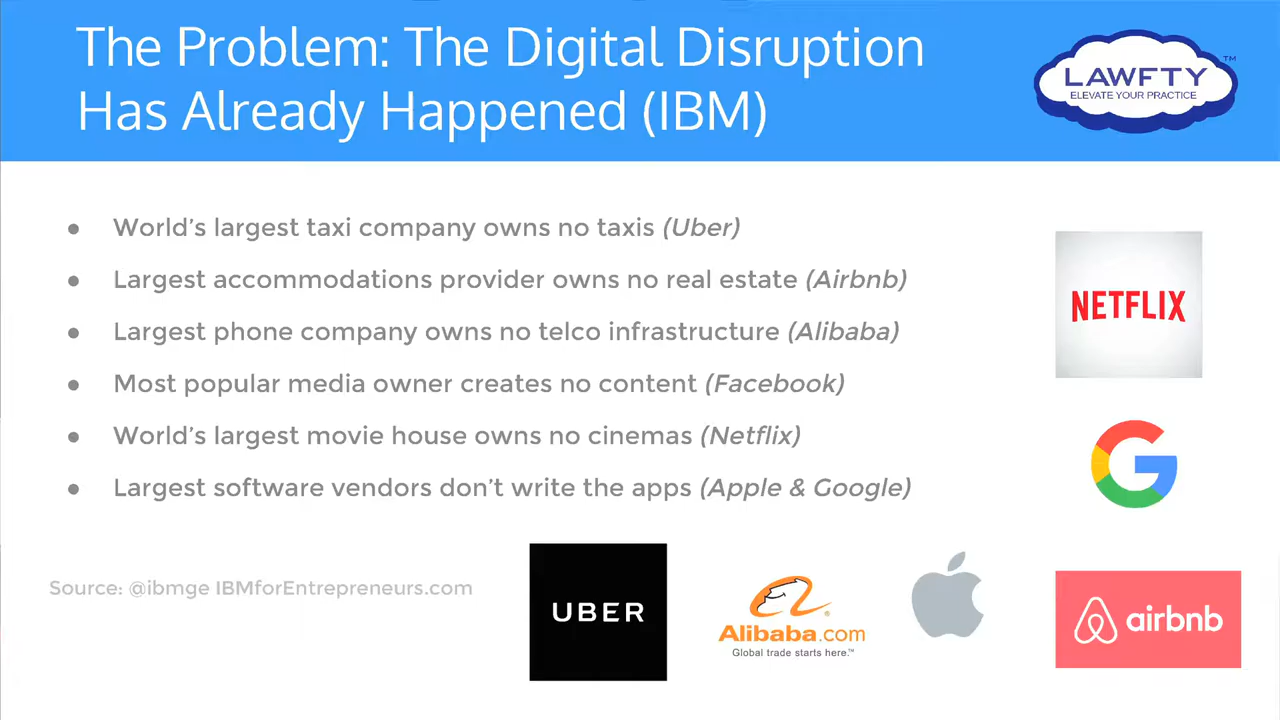 The Problem: The Digital Disruption
Has Already Happened (IBM)
LAWFTY™
ELEVATE YOUR PRACTICE
● World's largest taxi company owns no taxis (Uber)
● Largest accommodations provider owns no real estate (Airbnb)
● Largest phone company owns no telco infrastructure (Alibaba)
● Most popular media owner creates no content (Facebook)
● World's largest movie house owns no cinemas (Netflix)
● Largest software vendors don't write the apps (Apple & Google)
NETFLIX
Source: @ibmge IBMforEntrepreneurs.com
UBER
Alibaba.com®
Global trade starts here.™
airbnb